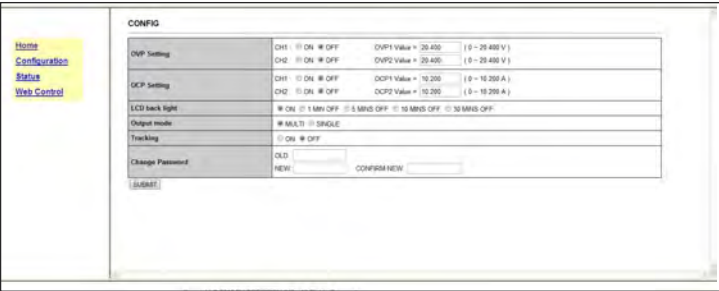 CONFIG
Home
Configuration
Status
Web Control
OVP Setting
CH1 : ON OFF OVP1 Value = 20.400 ( 0 ~ 20.400 V )
CH2 : ON OFF OVP2 Value = 20.400 ( 0 ~ 20.400 V )
OCP Setting
CH1 : ON OFF OCP1 Value = 10.200 ( 0 ~ 10.200 A )
CH2 : ON OFF OCP2 Value = 10.200 ( 0 ~ 10.200 A )
LCD back light
ON 1 MIN OFF 5 MINS OFF 10 MINS OFF 30 MINS OFF
Output mode
MULTI SINGLE
Tracking
ON OFF
Change Password
OLD
NEW CONFIRM NEW
SUBMIT